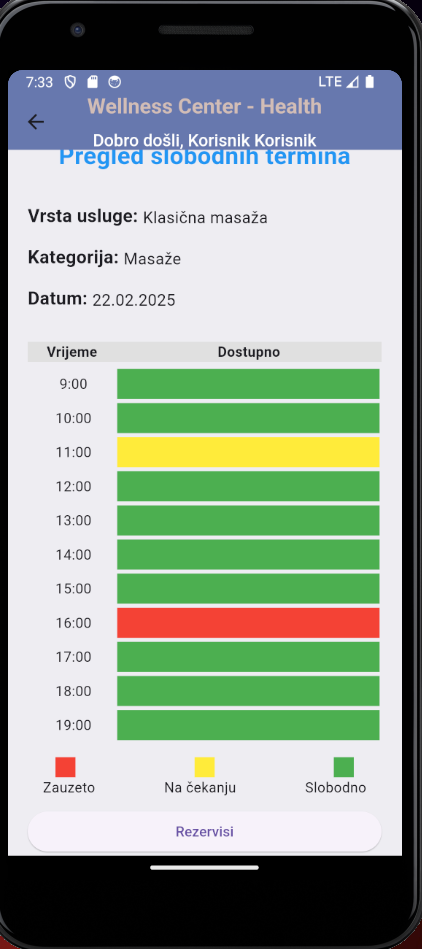 7:33 LTE
Wellness Center - Health
Dobro došli, Korisnik Korisnik
Pregled slobodnih termina
Vrsta usluge: Klasična masaža
Kategorija: Masaže
Datum: 22.02.2025
Vrijeme Dostupno
9:00
10:00
11:00
12:00
13:00
14:00
15:00
16:00
17:00
18:00
19:00
Zauzeto Na čekanju Slobodno
Rezervisi